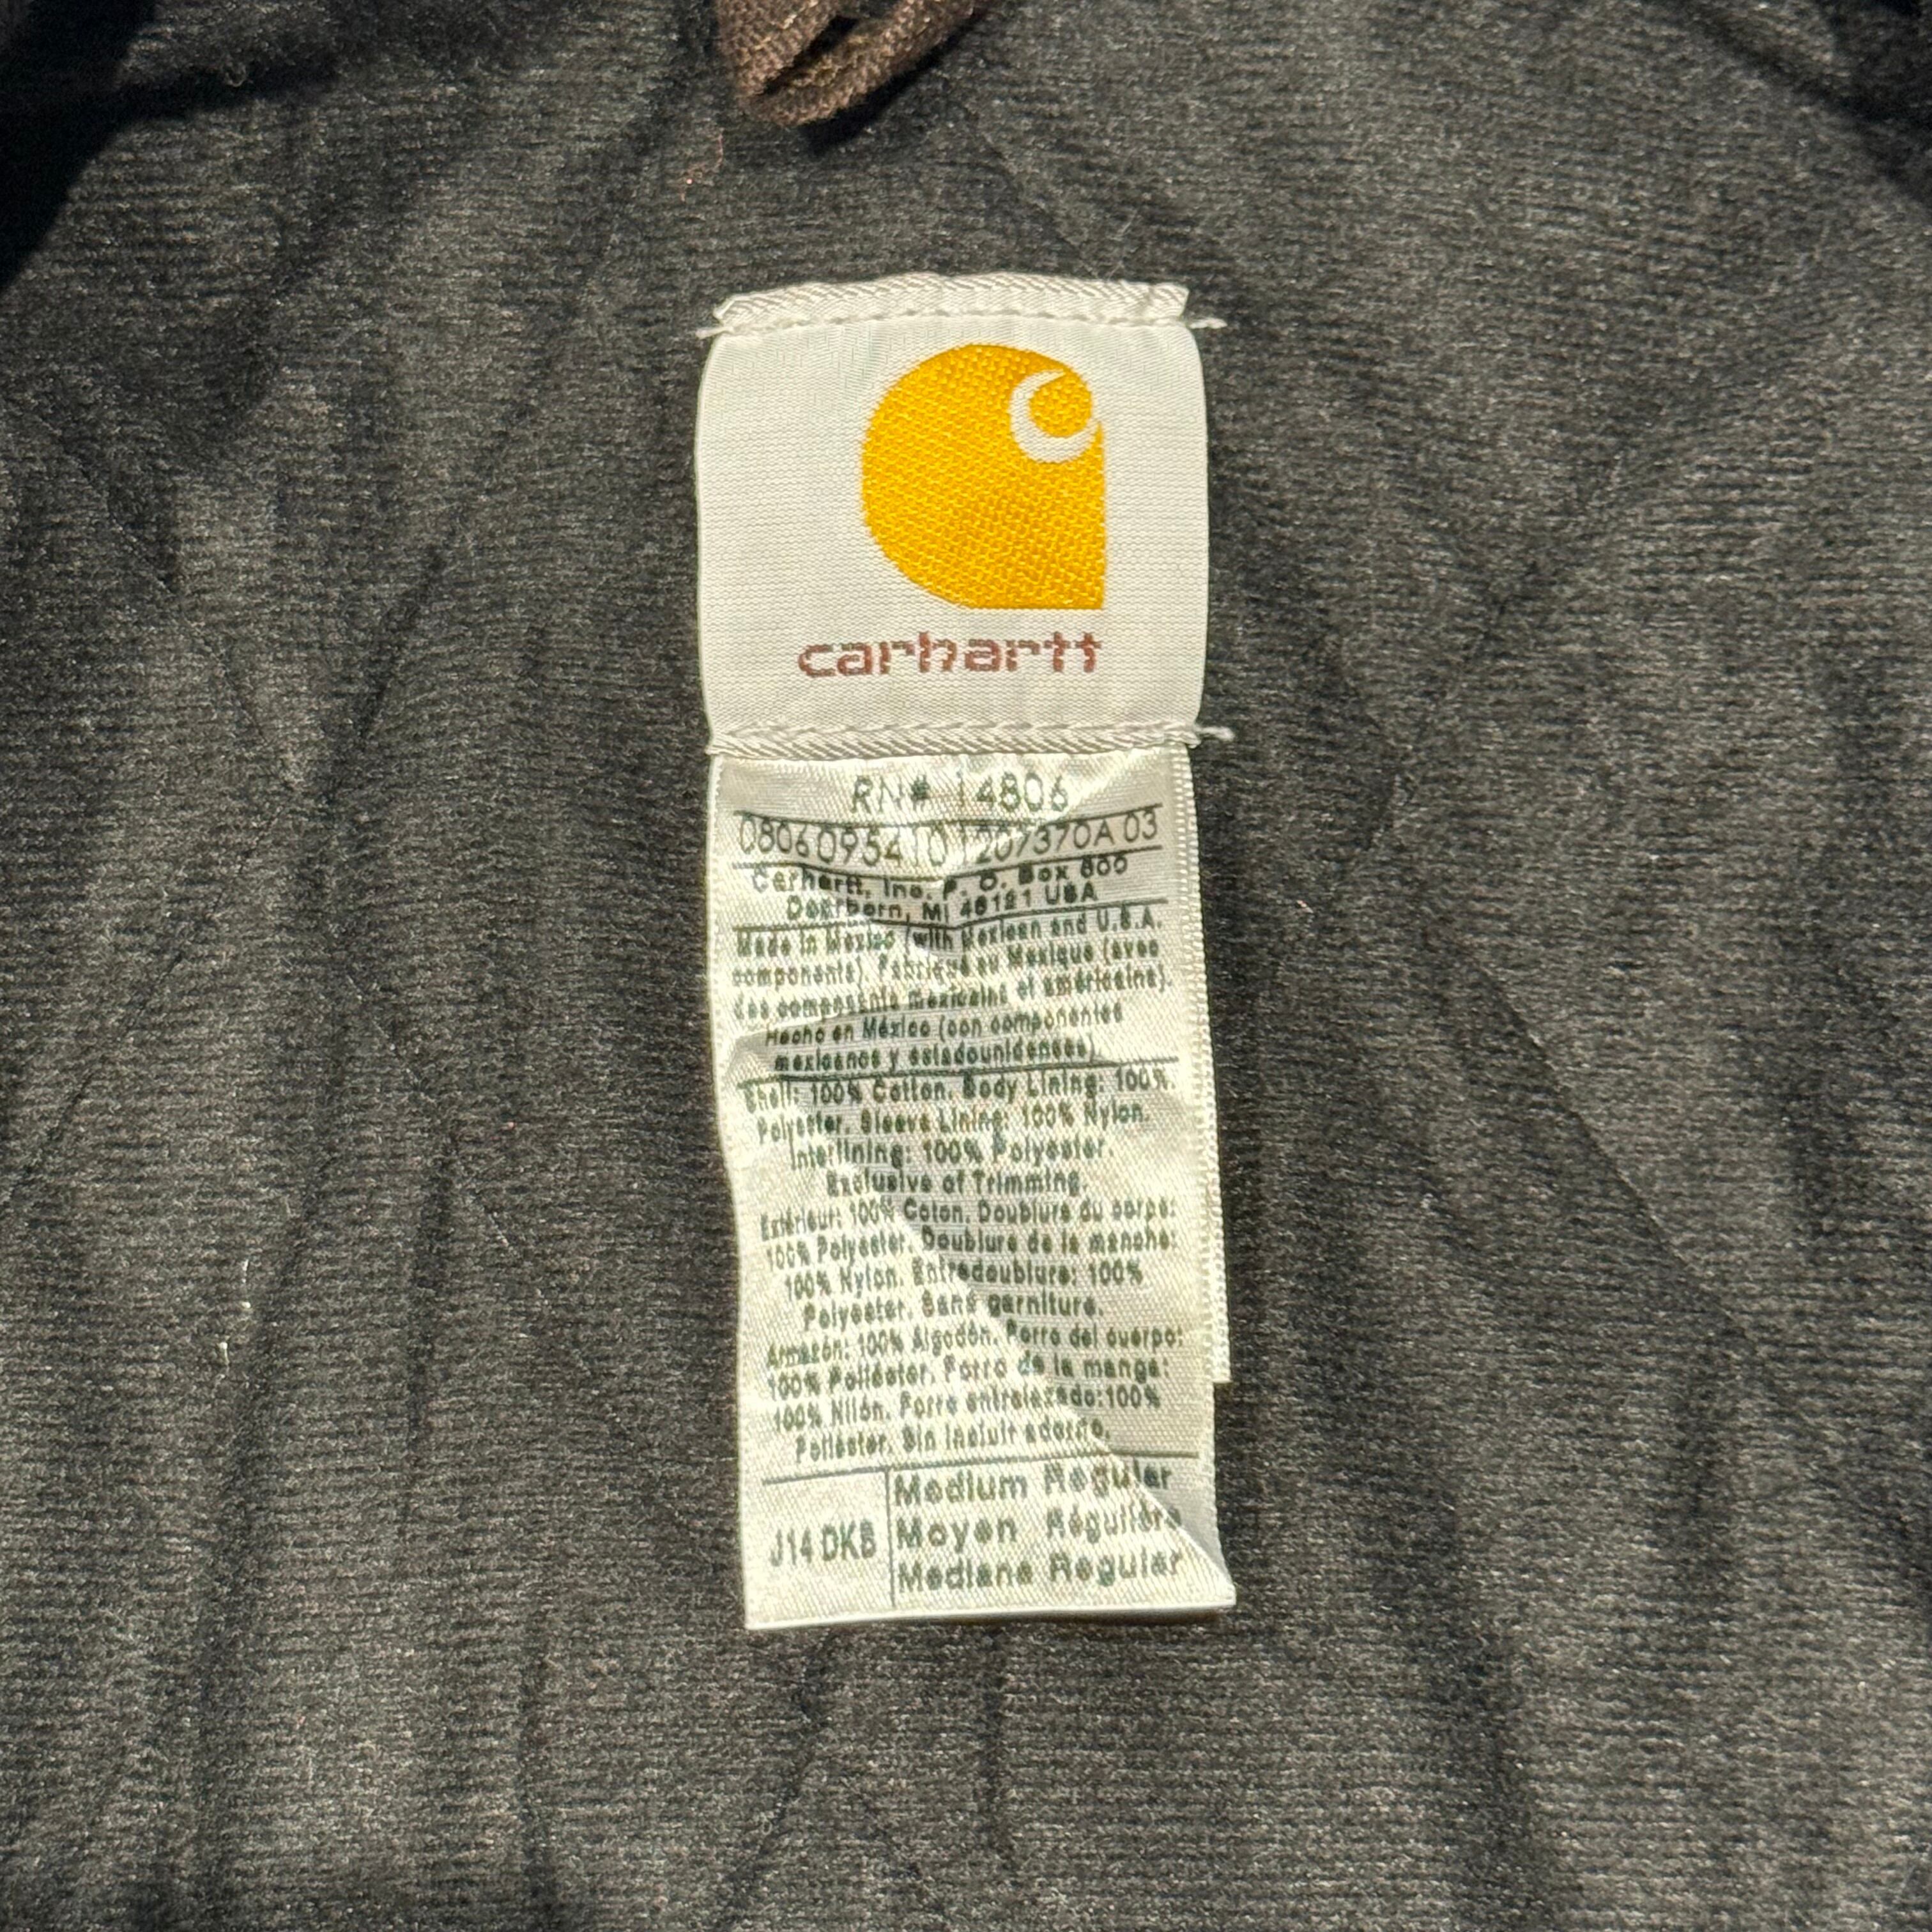 carhartt
RN# 14806
0806095410 1207370A 03
Carhartt, Inc. P. O. Box 600
Dearborn, MI 48121 USA
Made in Mexico (with Mexican and U.S.A.
components). Fabriqué au Mexique (avec
des composants mexicains et américains).
Hecho en México (con componentes
mexicanos y estadounidenses)
Shell: 100% Cotton. Body Lining: 100%
Polyester. Sleeve Lining: 100% Nylon.
Interlining: 100% Polyester.
Exclusive of Trimming.
Extérieur: 100% Coton. Doublure du corps:
100% Polyester. Doublure de la manche:
100% Nylon. Entredoublure: 100%
Polyester. Sans garniture.
Armazón: 100% Algodón. Forro del cuerpo:
100% Poliéster. Forro de la manga:
100% Nilón. Forro entrelazado:100%
Poliéster. Sin incluir adorno.
J14 DKB
Medium Regular
Moyen Régulière
Mediana Regular